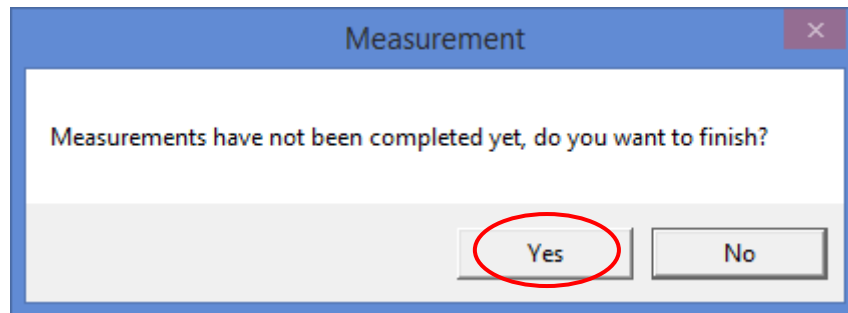 Measurement
Measurements have not been completed yet, do you want to finish?
Yes No